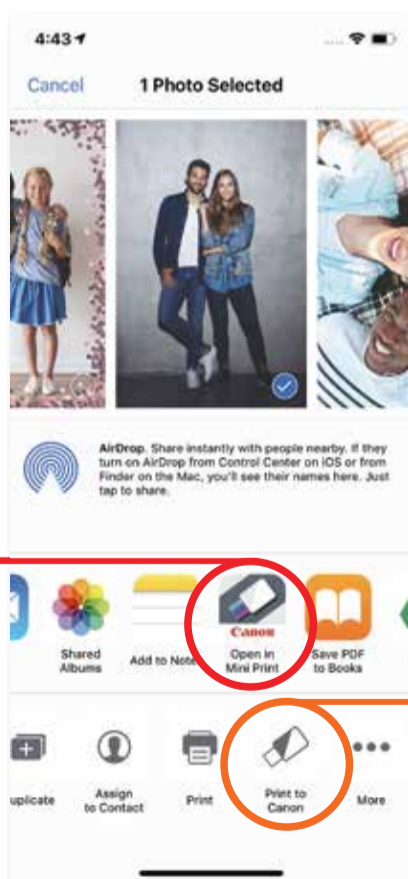 4:43
Cancel
1 Photo Selected
AirDrop. Share instantly with people nearby. If they
turn on AirDrop from Control Center on iOS or from
Finder on the Mac, you'll see their names here. Just
tap to share.
Canon
Shared
Albums
Add to Note
Open in
Mini Print
Save PDF
to Books
uplicate
Assign
to Contact
Print
Print to
Canon
More